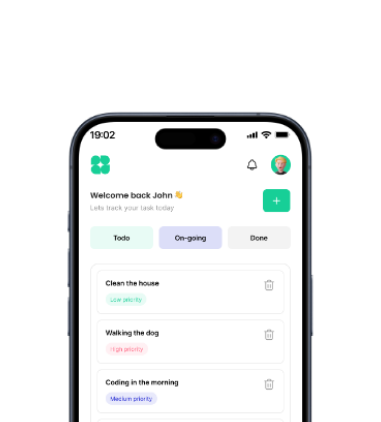 19:02
Welcome back John 👋
Lets track your task today
Todo On-going Done
Clean the house
Low priority
Walking the dog
High priority
Coding in the morning
Medium priority